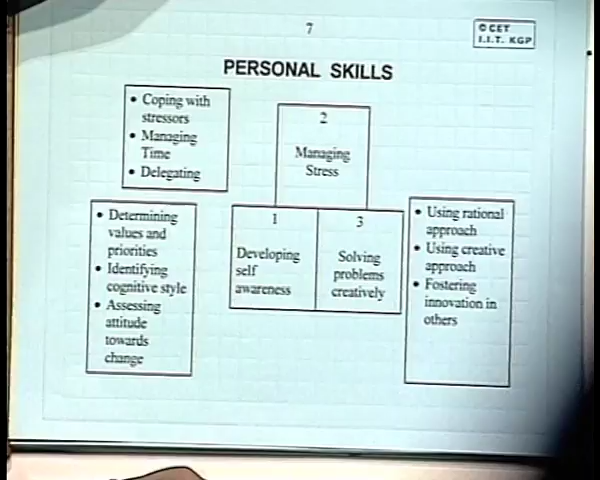 7
© CET
I.I.T. KGP
PERSONAL SKILLS
• Coping with
stressors
• Managing
Time
• Delegating
2
Managing
Stress
• Determining
values and
priorities
• Identifying
cognitive style
• Assessing
attitude
towards
change
1
Developing
self
awareness
3
Solving
problems
creatively
• Using rational
approach
• Using creative
approach
• Fostering
innovation in
others